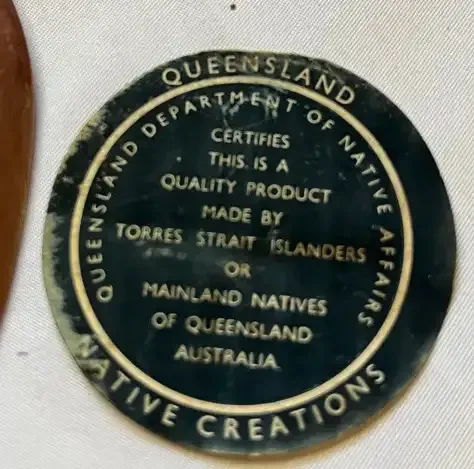 QUEENSLAND
QUEENSLAND DEPARTMENT OF NATIVE AFFAIRS
CERTIFIES
THIS IS A
QUALITY PRODUCT
MADE BY
TORRES STRAIT ISLANDERS
OR
MAINLAND NATIVES
OF QUEENSLAND
AUSTRALIA
NATIVE CREATIONS